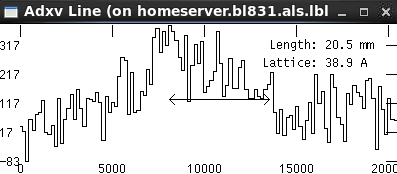 Adxv Line (on homeserver.bl831.als.lbl
317
Length: 20.5 mm
217
Lattice: 38.9 A
117
17
-83
0 5000 10000 15000 2000